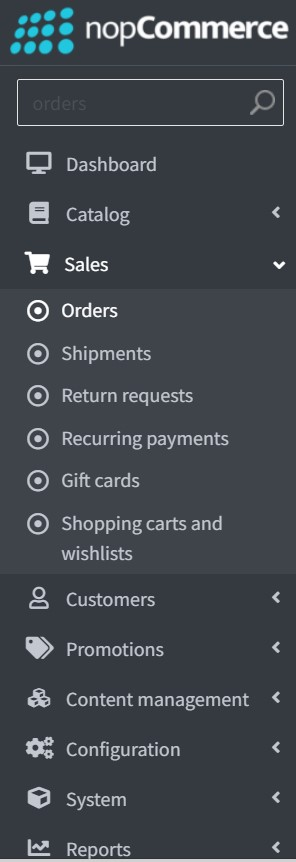 nopCommerce
orders
Dashboard
Catalog
Sales
Orders
Shipments
Return requests
Recurring payments
Gift cards
Shopping carts and
wishlists
Customers
Promotions
Content management
Configuration
System
Reports